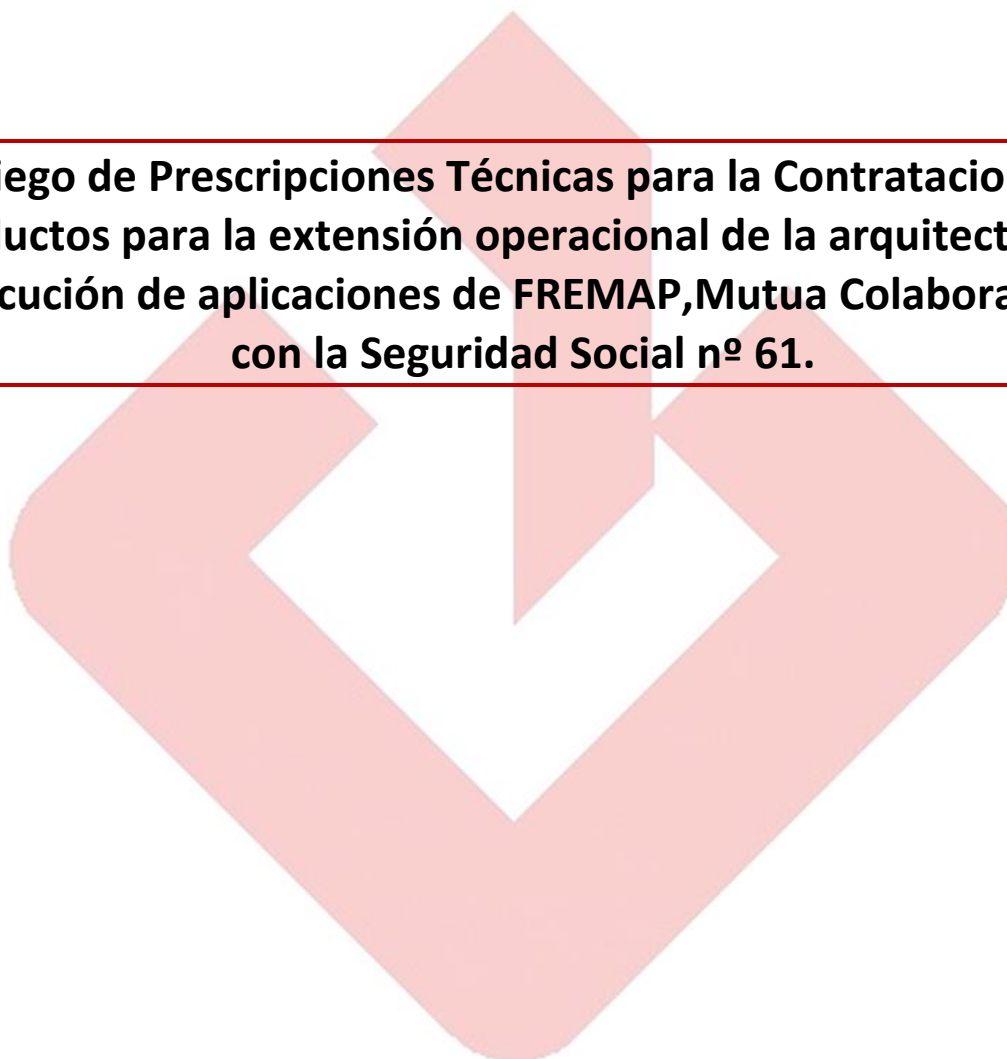 iego de Prescripciones Técnicas para la Contratacio
uctos para la extensión operacional de la arquitect
cución de aplicaciones de FREMAP,Mutua Colabora
con la Seguridad Social nº 61.